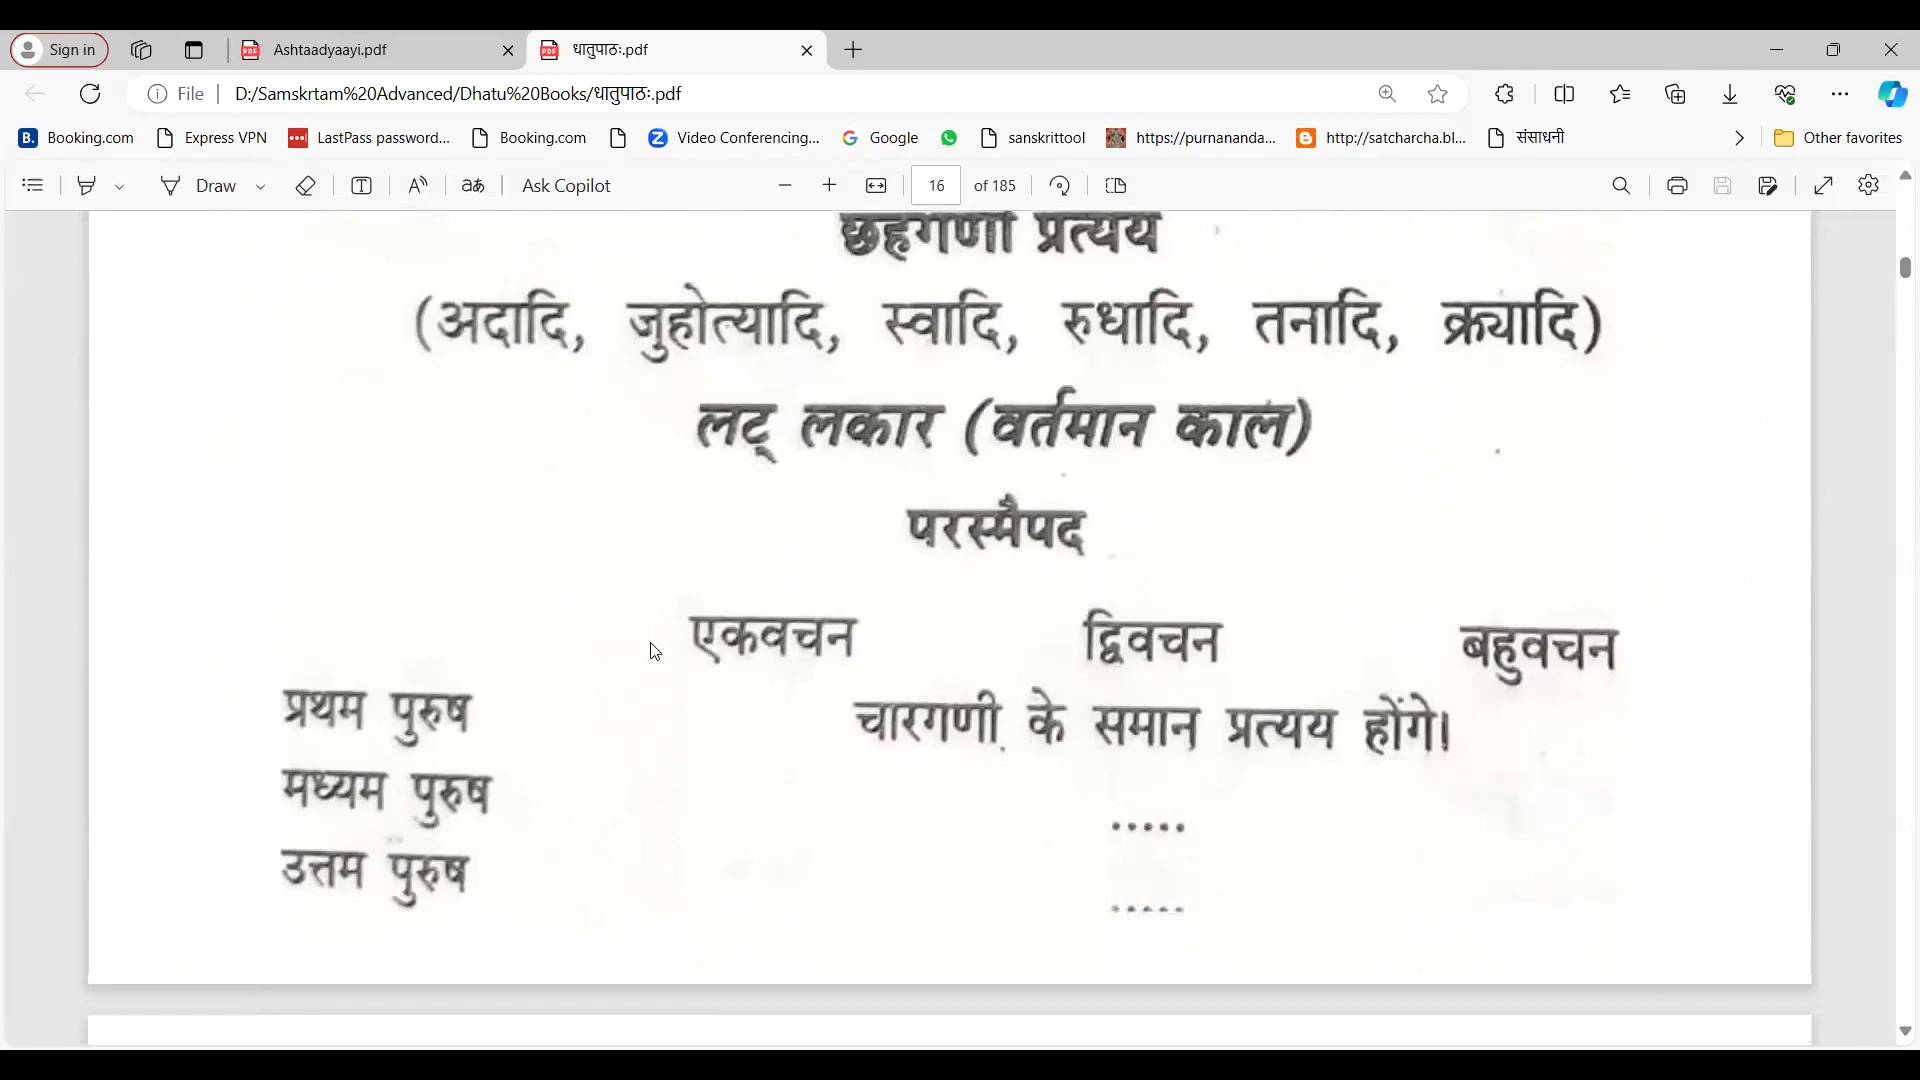 Sign in
Ashtaadyaayi.pdf
धातुपाठः.pdf
File
D:/Samskrtam%20Advanced/Dhatu%20Books/धातुपाठः.pdf
Booking.com
Express VPN
LastPass password...
Booking.com
Video Conferencing...
Google
sanskrittool
https://purnananda...
http://satcharcha.bl...
संसाधनी
Other favorites
Draw
Ask Copilot
16 of 185
छहगणी प्रत्यय
(अदादि, जुहोत्यादि, स्वादि, रुधादि, तनादि, क्र्यादि)
लट् लकार (वर्तमान काल)
परस्मैपद
एकवचन द्विवचन बहुवचन
प्रथम पुरुष चारगणी के समान प्रत्यय होंगे।
मध्यम पुरुष .....
उत्तम पुरुष .....